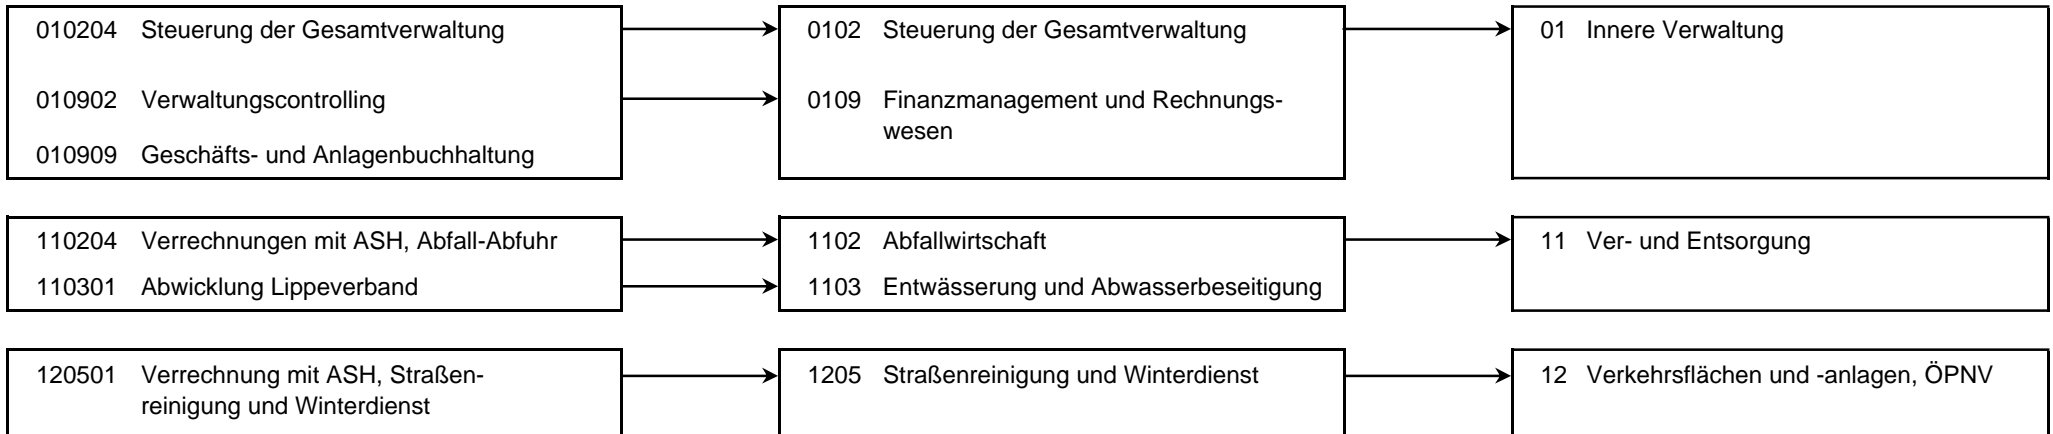 010204 Steuerung der Gesamtverwaltung 0102 Steuerung der Gesamtverwaltung 01 Innere Verwaltung
010902 Verwaltungscontrolling 0109 Finanzmanagement und Rechnungs-
wesen
010909 Geschäfts- und Anlagenbuchhaltung
110204 Verrechnungen mit ASH, Abfall-Abfuhr 1102 Abfallwirtschaft 11 Ver- und Entsorgung
110301 Abwicklung Lippeverband 1103 Entwässerung und Abwasserbeseitigung
120501 Verrechnung mit ASH, Straßen- 1205 Straßenreinigung und Winterdienst 12 Verkehrsflächen und -anlagen, ÖPNV
reinigung und Winterdienst